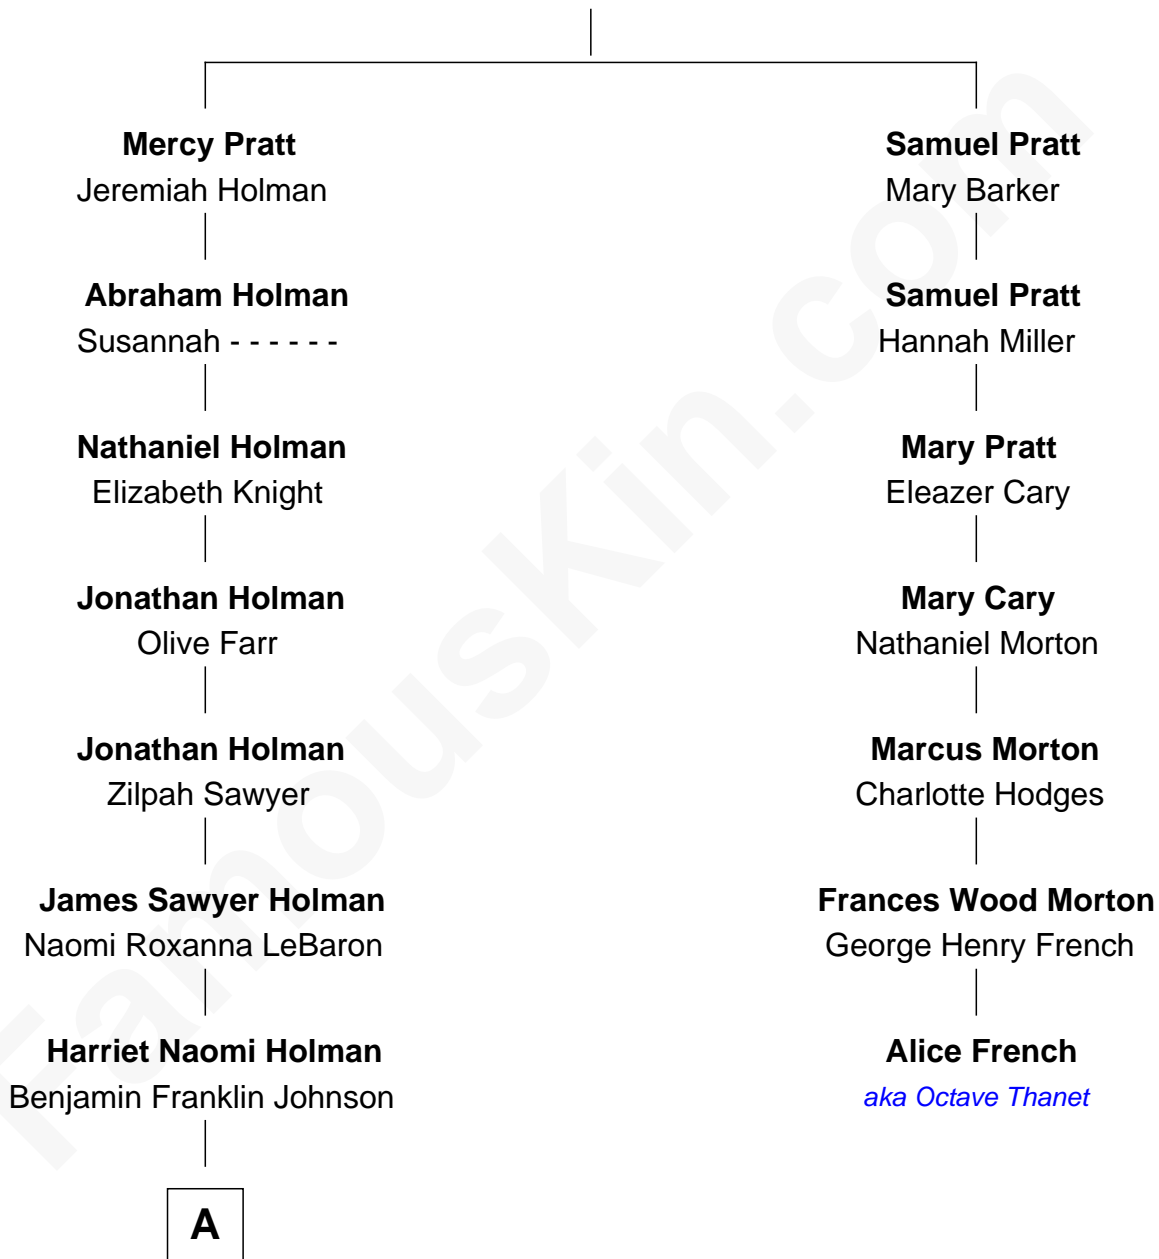 Mercy Pratt
Jeremiah Holman
Samuel Pratt
Mary Barker
Abraham Holman
Susannah - - - - - -
Samuel Pratt
Hannah Miller
Nathaniel Holman
Elizabeth Knight
Mary Pratt
Eleazer Cary
Jonathan Holman
Olive Farr
Mary Cary
Nathaniel Morton
Jonathan Holman
Zilpah Sawyer
Marcus Morton
Charlotte Hodges
James Sawyer Holman
Naomi Roxanna LeBaron
Frances Wood Morton
George Henry French
Harriet Naomi Holman
Benjamin Franklin Johnson
Alice French
aka Octave Thanet
A
FamousKin.com